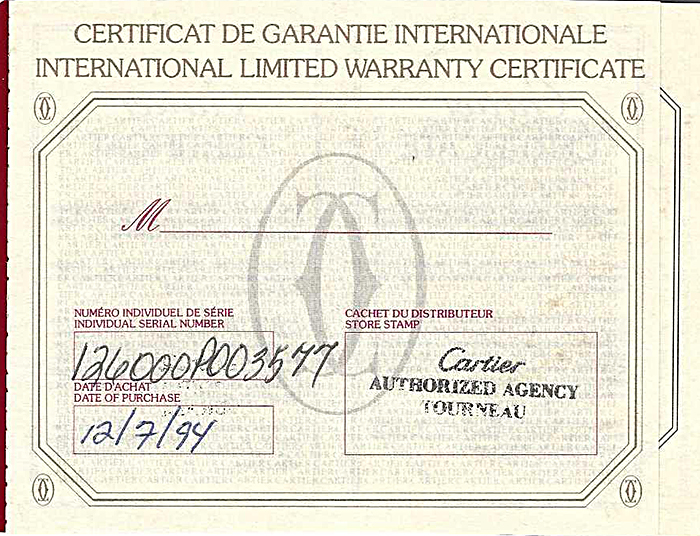 CERTIFICAT DE GARANTIE INTERNATIONALE
INTERNATIONAL LIMITED WARRANTY CERTIFICATE
M
NUMÉRO INDIVIDUEL DE SÉRIE
INDIVIDUAL SERIAL NUMBER
126000P003577
DATE D'ACHAT
DATE OF PURCHASE
12/7/94
CACHET DU DISTRIBUTEUR
STORE STAMP
Cartier
AUTHORIZED AGENCY
TOURNEAU